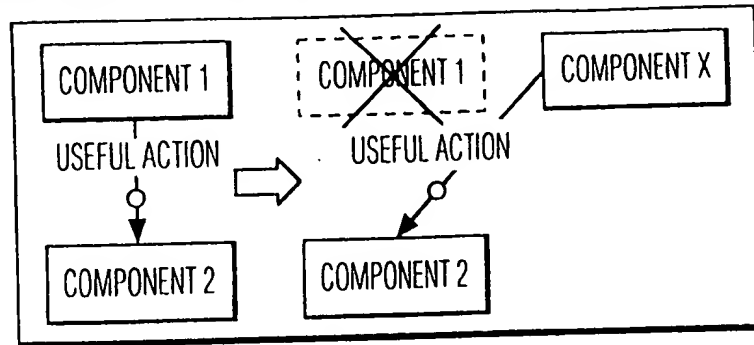 COMPONENT 1
USEFUL ACTION
COMPONENT 2
COMPONENT 1
COMPONENT X
USEFUL ACTION
COMPONENT 2